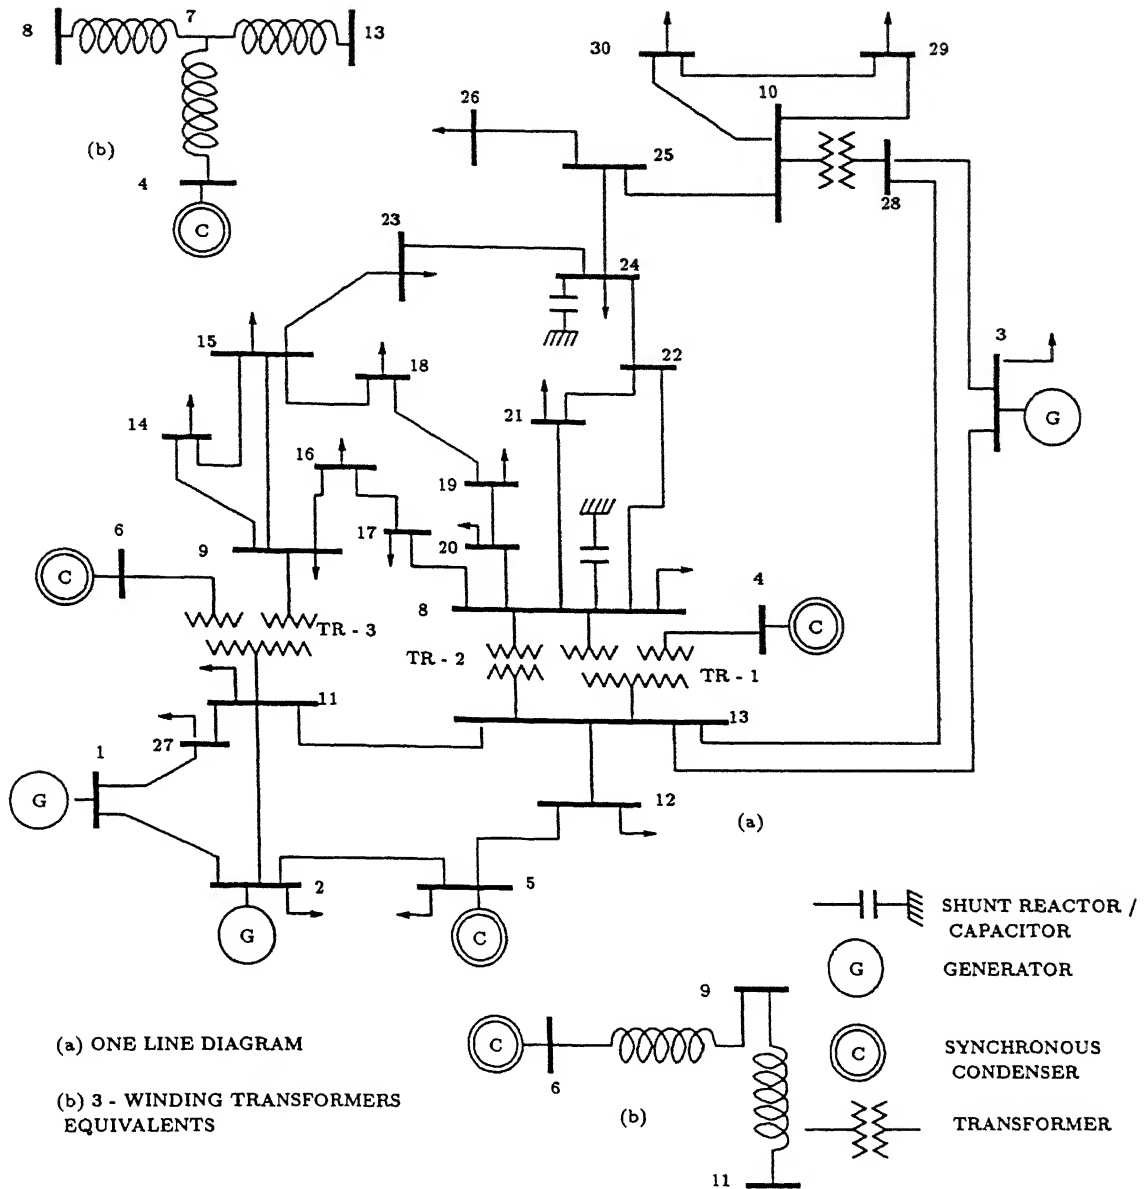 8
7
13
(b)
4
C
30
29
10
26
25
28
23
24
3
G
15
18
22
14
21
16
19
17
20
6
C
9
8
4
C
TR - 3
TR - 2
TR - 1
11
13
27
1
G
12
(a)
2
G
5
C
SHUNT REACTOR /
CAPACITOR
G
GENERATOR
C
SYNCHRONOUS
CONDENSER
TRANSFORMER
9
C
6
(b)
11
(a) ONE LINE DIAGRAM
(b) 3 - WINDING TRANSFORMERS
EQUIVALENTS